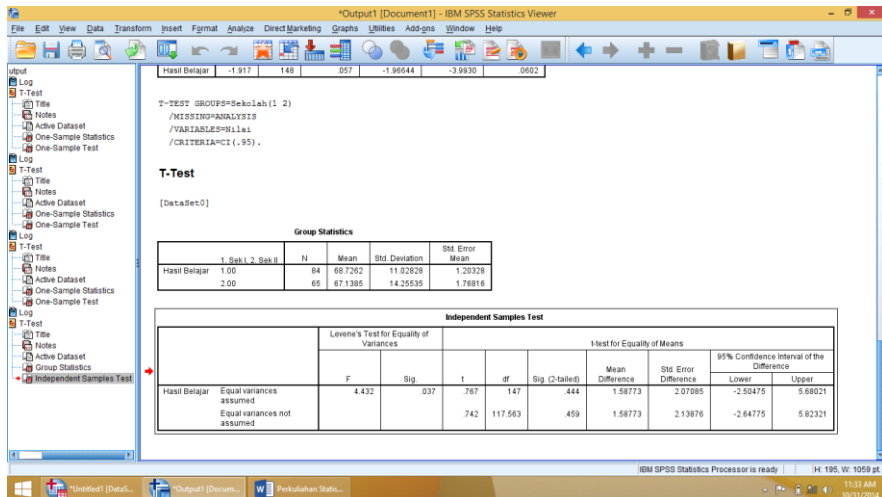 *Output1 [Document1] - IBM SPSS Statistics Viewer
File Edit View Data Transform Insert Format Analyze Direct Marketing Graphs Utilities Add-ons Window Help
utput
Log
T-Test
Title
Notes
Active Dataset
One-Sample Statistics
One-Sample Test
Log
T-Test
Title
Notes
Active Dataset
One-Sample Statistics
One-Sample Test
Log
T-Test
Title
Notes
Active Dataset
One-Sample Statistics
One-Sample Test
Log
T-Test
Title
Notes
Active Dataset
Group Statistics
Independent Samples Test
Hasil Belajar -1.917 148 .057 -1.96644 -3.9930 .0602
T-TEST GROUPS=Sekolah(1 2)
/MISSING=ANALYSIS
/VARIABLES=Nilai
/CRITERIA=CI(.95).
T-Test
[DataSet0]
Group Statistics
1. Sek I, 2. Sek II N Mean Std. Deviation Std. Error Mean
Hasil Belajar 1.00 84 68.7262 11.02828 1.20328
2.00 65 67.1385 14.25535 1.76816
Independent Samples Test
Levene's Test for Equality of Variances t-test for Equality of Means
95% Confidence Interval of the Difference
F Sig. t df Sig. (2-tailed) Mean Difference Std. Error Difference Lower Upper
Hasil Belajar Equal variances assumed 4.432 .037 .767 147 .444 1.58773 2.07085 -2.50475 5.68021
Equal variances not assumed .742 117.563 .459 1.58773 2.13876 -2.64775 5.82321
IBM SPSS Statistics Processor is ready H: 195, W: 1059 pt.
*Untitled1 [DataS... *Output1 [Docum... Perkuliahan Statis...
11:33 AM
10/31/2014